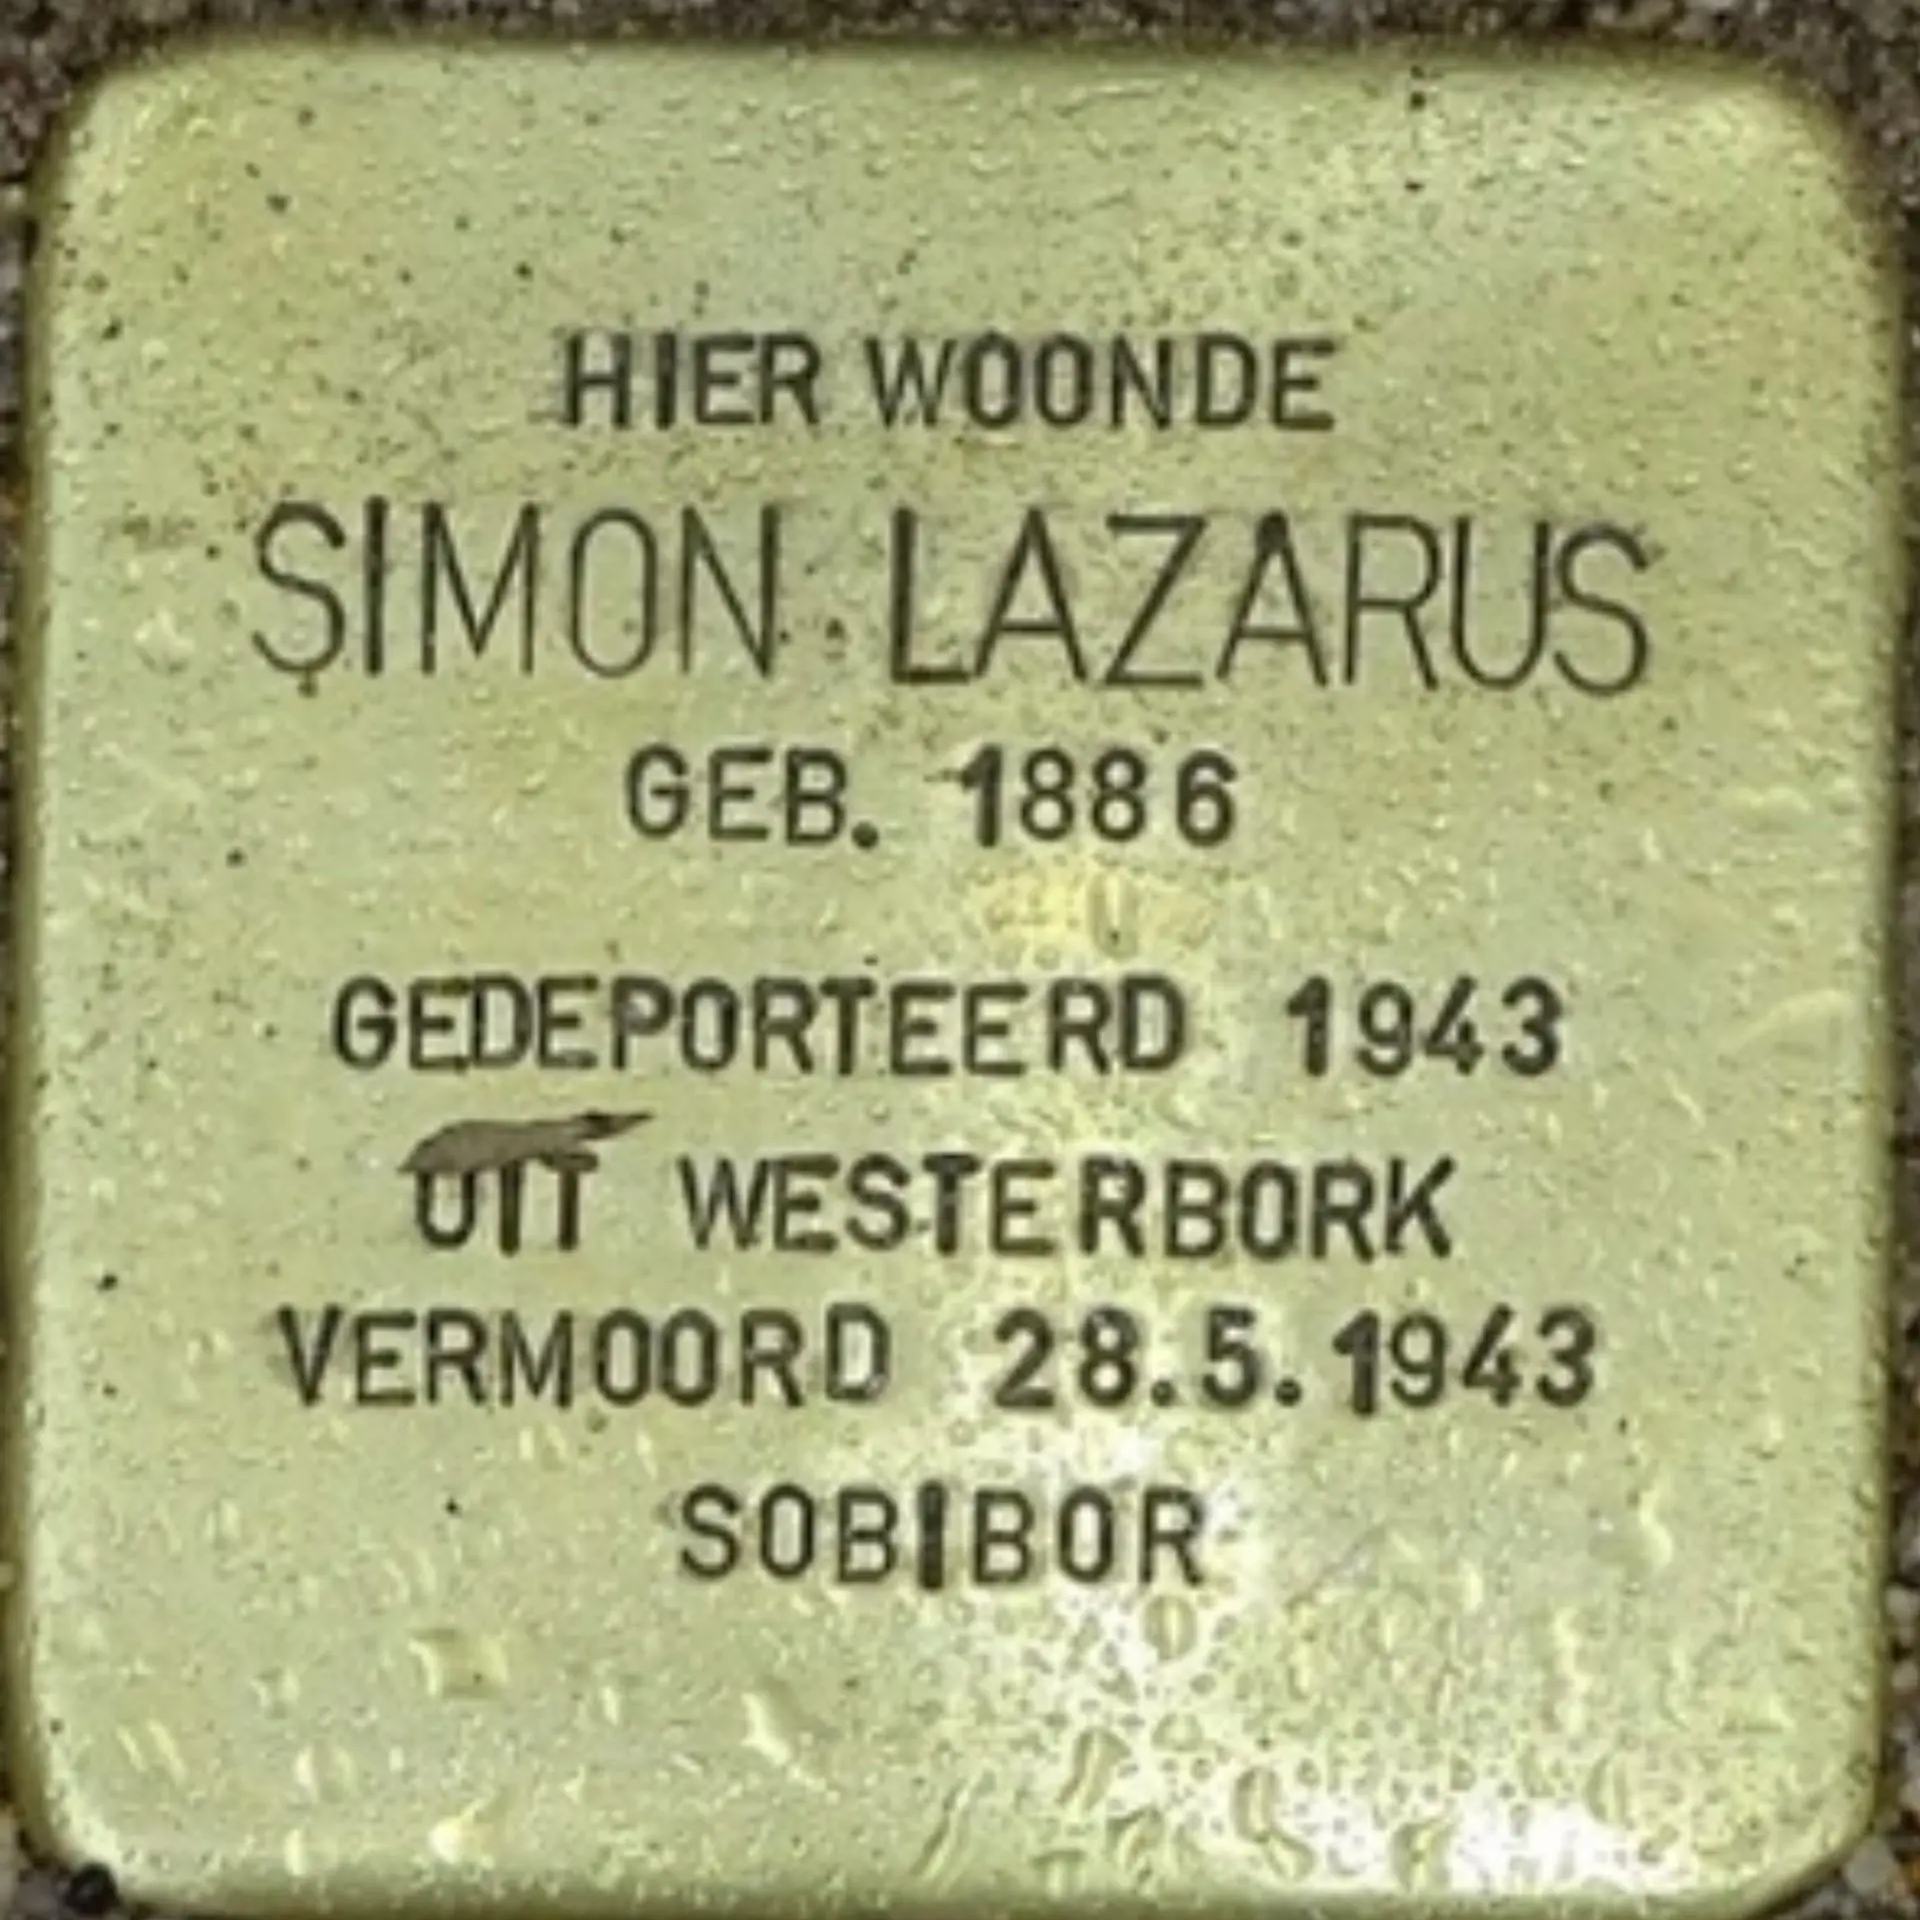 HIER WOONDE
SIMON LAZARUS
GEB. 1886
GEDEPORTEERD 1943
UIT WESTERBORK
VERMOORD 28.5.1943
SOBIBOR